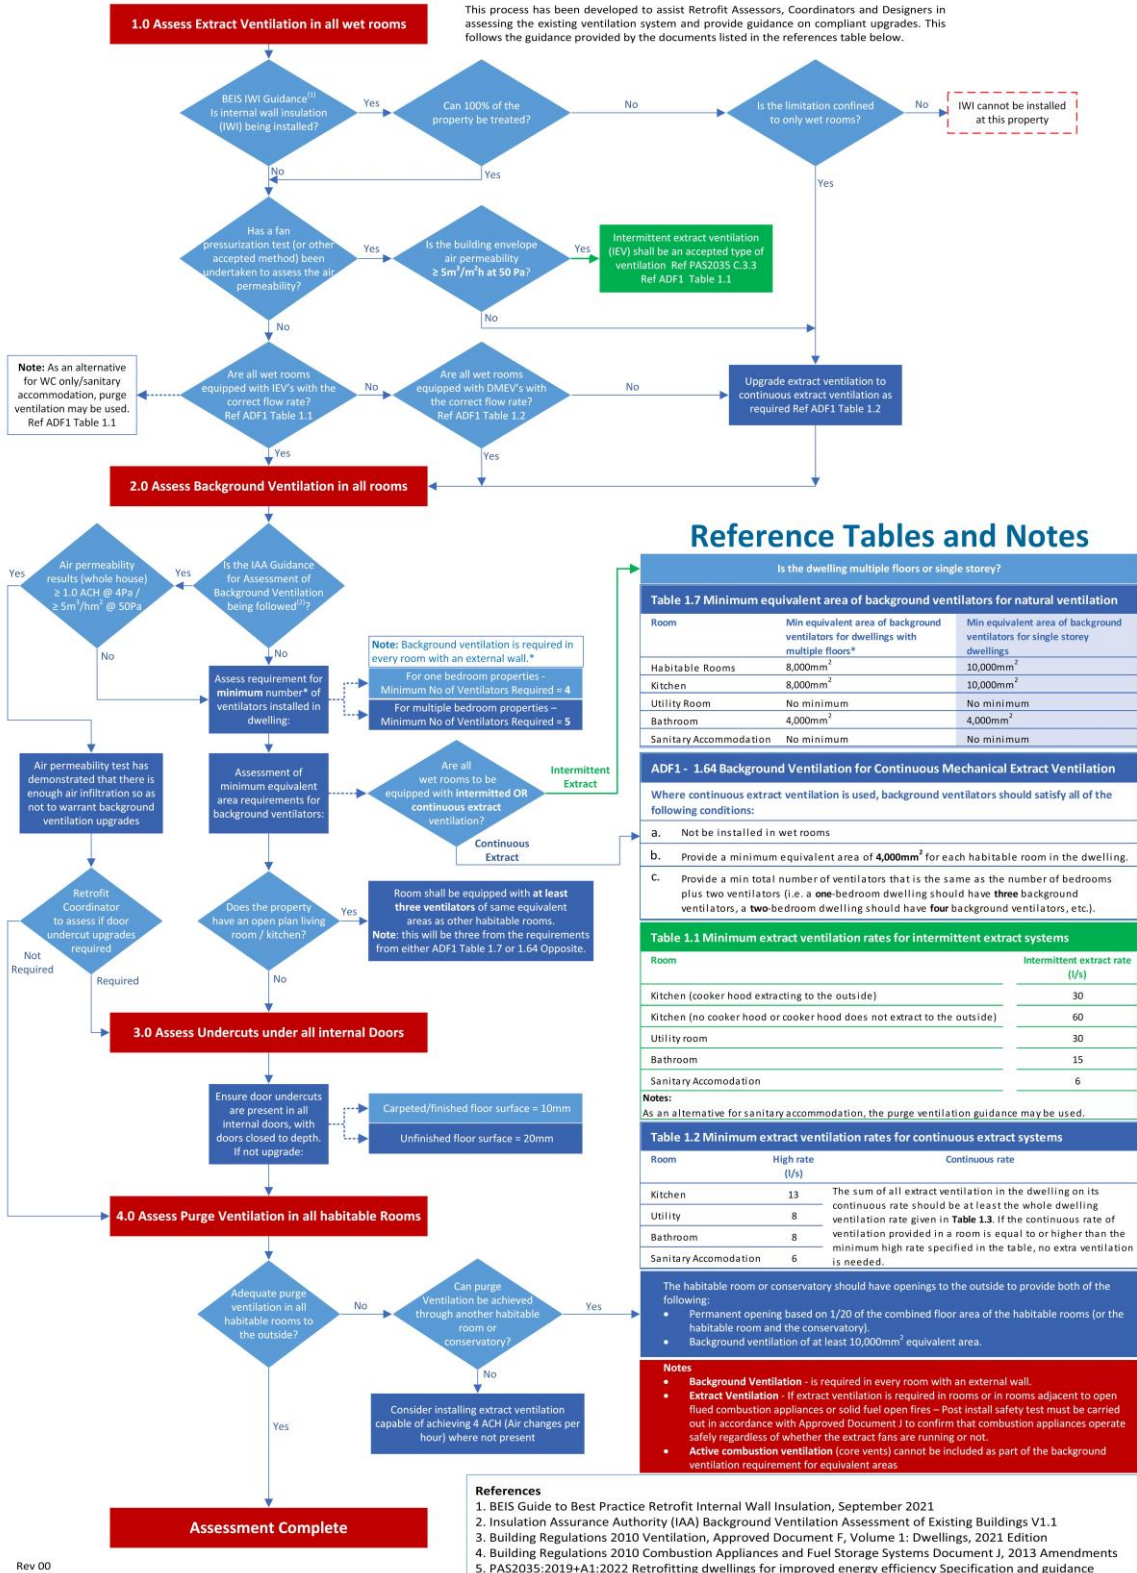 1.0 Assess Extract Ventilation in all wet rooms
This process has been developed to assist Retrofit Assessors, Coordinators and Designers in
assessing the existing ventilation system and provide guidance on compliant upgrades. This
follows the guidance provided by the documents listed in the references table below.
BEIS IWI Guidance(1)
Is internal wall insulation
(IWI) being installed?
Yes
Can 100% of the
property be treated?
No
Is the limitation confined
to only wet rooms?
No
IWI cannot be installed
at this property
No
Yes
Yes
Has a fan
pressurization test (or other
accepted method) been
undertaken to assess the air
permeability?
Yes
Is the building envelope
air permeability
≥ 5m³/m²h at 50 Pa?
Yes
Intermittent extract ventilation
(IEV) shall be an accepted type of
ventilation Ref PAS2035 C.3.3
Ref ADF1 Table 1.1
No
No
Note: As an alternative
for WC only/sanitary
accommodation, purge
ventilation may be used.
Ref ADF1 Table 1.1
Are all wet rooms
equipped with IEV's with the
correct flow rate?
Ref ADF1 Table 1.1
No
Are all wet rooms
equipped with DMEV's with
the correct flow rate?
Ref ADF1 Table 1.2
No
Upgrade extract ventilation to
continuous extract ventilation as
required Ref ADF1 Table 1.2
Yes
Yes
2.0 Assess Background Ventilation in all rooms
Yes
Air permeability
results (whole house)
≥ 1.0 ACH @ 4Pa /
≥ 5m³/hm² @ 50Pa
Yes
Is the IAA Guidance
for Assessment of
Background Ventilation
being followed(2)?
No
No
Assess requirement for
minimum number* of
ventilators installed in
dwelling:
Note: Background ventilation is required in
every room with an external wall.*
For one bedroom properties -
Minimum No of Ventilators Required = 4
For multiple bedroom properties –
Minimum No of Ventilators Required = 5
Air permeability test has
demonstrated that there is
enough air infiltration so as
not to warrant background
ventilation upgrades
Assessment of
minimum equivalent
area requirements for
background ventilators:
Are all
wet rooms to be
equipped with intermitted OR
continuous extract
ventilation?
Intermittent
Extract
Continuous
Extract
Retrofit
Coordinator
to assess if door
undercut upgrades
required
Not
Required
Required
Does the property
have an open plan living
room / kitchen?
Yes
Room shall be equipped with at least
three ventilators of same equivalent
areas as other habitable rooms.
Note: this will be three from the requirements
from either ADF1 Table 1.7 or 1.64 Opposite.
No
3.0 Assess Undercuts under all internal Doors
Ensure door undercuts
are present in all
internal doors, with
doors closed to depth.
If not upgrade:
Carpeted/finished floor surface = 10mm
Unfinished floor surface = 20mm
4.0 Assess Purge Ventilation in all habitable Rooms
Adequate purge
ventilation in all
habitable rooms to
the outside?
No
Can purge
Ventilation be achieved
through another habitable
room or
conservatory?
Yes
No
Consider installing extract ventilation
capable of achieving 4 ACH (Air changes per
hour) where not present
Yes
Assessment Complete
Rev 00
Reference Tables and Notes
Is the dwelling multiple floors or single storey?
Table 1.7 Minimum equivalent area of background ventilators for natural ventilation
Room Min equivalent area of background Min equivalent area of background
ventilators for dwellings with ventilators for single storey
multiple floors* dwellings
Habitable Rooms 8,000mm² 10,000mm²
Kitchen 8,000mm² 10,000mm²
Utility Room No minimum No minimum
Bathroom 4,000mm² 4,000mm²
Sanitary Accommodation No minimum No minimum
ADF1 - 1.64 Background Ventilation for Continuous Mechanical Extract Ventilation
Where continuous extract ventilation is used, background ventilators should satisfy all of the
following conditions:
a. Not be installed in wet rooms
b. Provide a minimum equivalent area of 4,000mm² for each habitable room in the dwelling.
c. Provide a min total number of ventilators that is the same as the number of bedrooms
plus two ventilators (i.e. a one-bedroom dwelling should have three background
ventilators, a two-bedroom dwelling should have four background ventilators, etc.).
Table 1.1 Minimum extract ventilation rates for intermittent extract systems
Room Intermittent extract rate
(l/s)
Kitchen (cooker hood extracting to the outside) 30
Kitchen (no cooker hood or cooker hood does not extract to the outside) 60
Utility room 30
Bathroom 15
Sanitary Accomodation 6
Notes:
As an alternative for sanitary accommodation, the purge ventilation guidance may be used.
Table 1.2 Minimum extract ventilation rates for continuous extract systems
Room High rate Continuous rate
(l/s)
Kitchen 13
Utility 8
Bathroom 8
Sanitary Accomodation 6
The sum of all extract ventilation in the dwelling on its
continuous rate should be at least the whole dwelling
ventilation rate given in Table 1.3. If the continuous rate of
ventilation provided in a room is equal to or higher than the
minimum high rate specified in the table, no extra ventilation
is needed.
The habitable room or conservatory should have openings to the outside to provide both of the
following:
• Permanent opening based on 1/20 of the combined floor area of the habitable rooms (or the
habitable room and the conservatory).
• Background ventilation of at least 10,000mm² equivalent area.
Notes
• Background Ventilation - is required in every room with an external wall.
• Extract Ventilation - If extract ventilation is required in rooms or in rooms adjacent to open
flued combustion appliances or solid fuel open fires – Post install safety test must be carried
out in accordance with Approved Document J to confirm that combustion appliances operate
safely regardless of whether the extract fans are running or not.
• Active combustion ventilation (core vents) cannot be included as part of the background
ventilation requirement for equivalent areas
References
1. BEIS Guide to Best Practice Retrofit Internal Wall Insulation, September 2021
2. Insulation Assurance Authority (IAA) Background Ventilation Assessment of Existing Buildings V1.1
3. Building Regulations 2010 Ventilation, Approved Document F, Volume 1: Dwellings, 2021 Edition
4. Building Regulations 2010 Combustion Appliances and Fuel Storage Systems Document J, 2013 Amendments
5. PAS2035:2019+A1:2022 Retrofitting dwellings for improved energy efficiency Specification and guidance